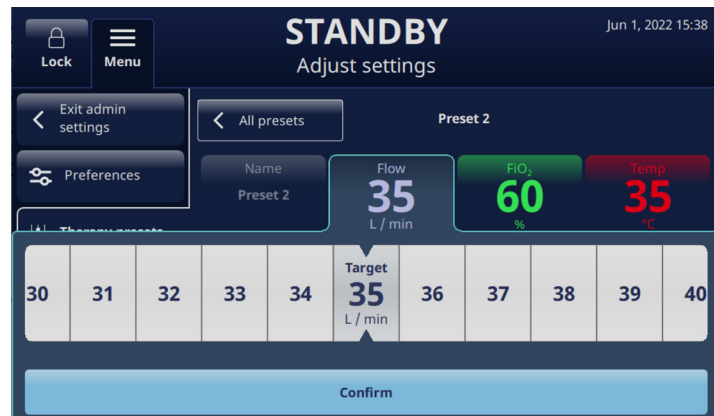 STANDBY
Jun 1, 2022 15:38
Lock
Menu
Adjust settings
Exit admin
settings
All presets
Preset 2
Preferences
Name
Preset 2
Flow
35
L / min
FiO₂
60
%
Temp
35
°C
Therapy presets
30
31
32
33
34
Target
35
L / min
36
37
38
39
40
Confirm